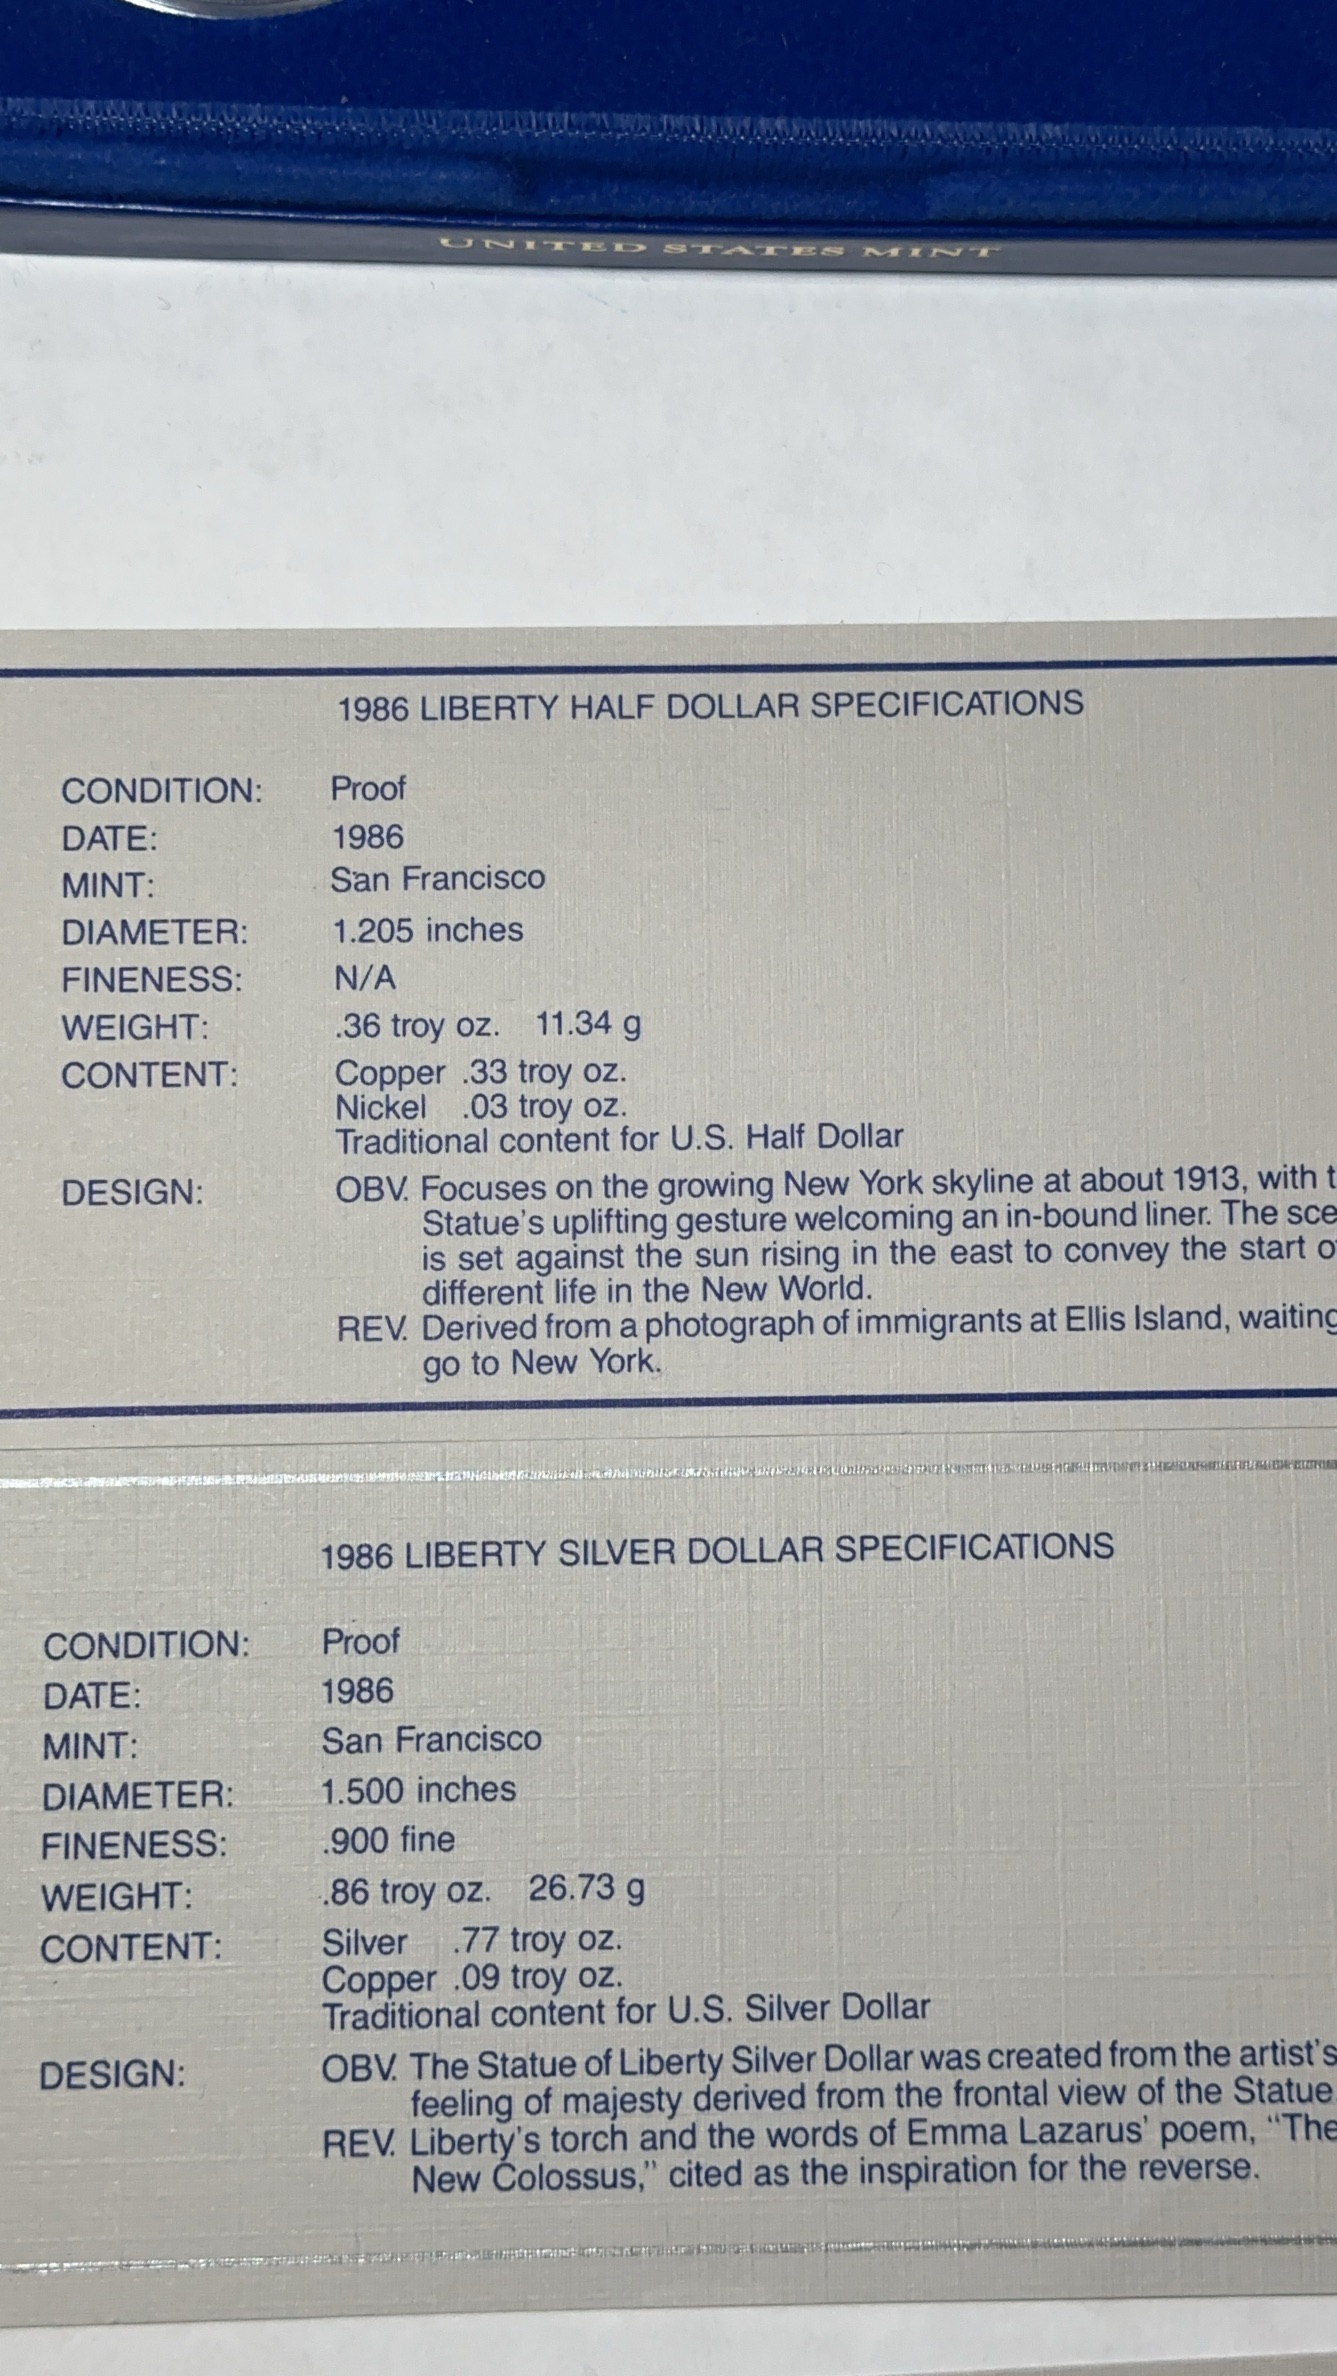 UNITED STATES MINT
1986 LIBERTY HALF DOLLAR SPECIFICATIONS
CONDITION: Proof
DATE: 1986
MINT: San Francisco
DIAMETER: 1.205 inches
FINENESS: N/A
WEIGHT: .36 troy oz. 11.34 g
CONTENT: Copper .33 troy oz.
Nickel .03 troy oz.
Traditional content for U.S. Half Dollar
DESIGN: OBV. Focuses on the growing New York skyline at about 1913, with
Statue's uplifting gesture welcoming an in-bound liner. The
is set against the sun rising in the east to convey the start
different life in the New World.
REV. Derived from a photograph of immigrants at Ellis Island, waiting
go to New York.
1986 LIBERTY SILVER DOLLAR SPECIFICATIONS
CONDITION: Proof
DATE: 1986
MINT: San Francisco
DIAMETER: 1.500 inches
FINENESS: .900 fine
WEIGHT: .86 troy oz. 26.73 g
CONTENT: Silver .77 troy oz.
Copper .09 troy oz.
Traditional content for U.S. Silver Dollar
DESIGN: OBV. The Statue of Liberty Silver Dollar was created from the artist's
feeling of majesty derived from the frontal view of the Statue
REV. Liberty's torch and the words of Emma Lazarus' poem, "The
New Colossus," cited as the inspiration for the reverse.